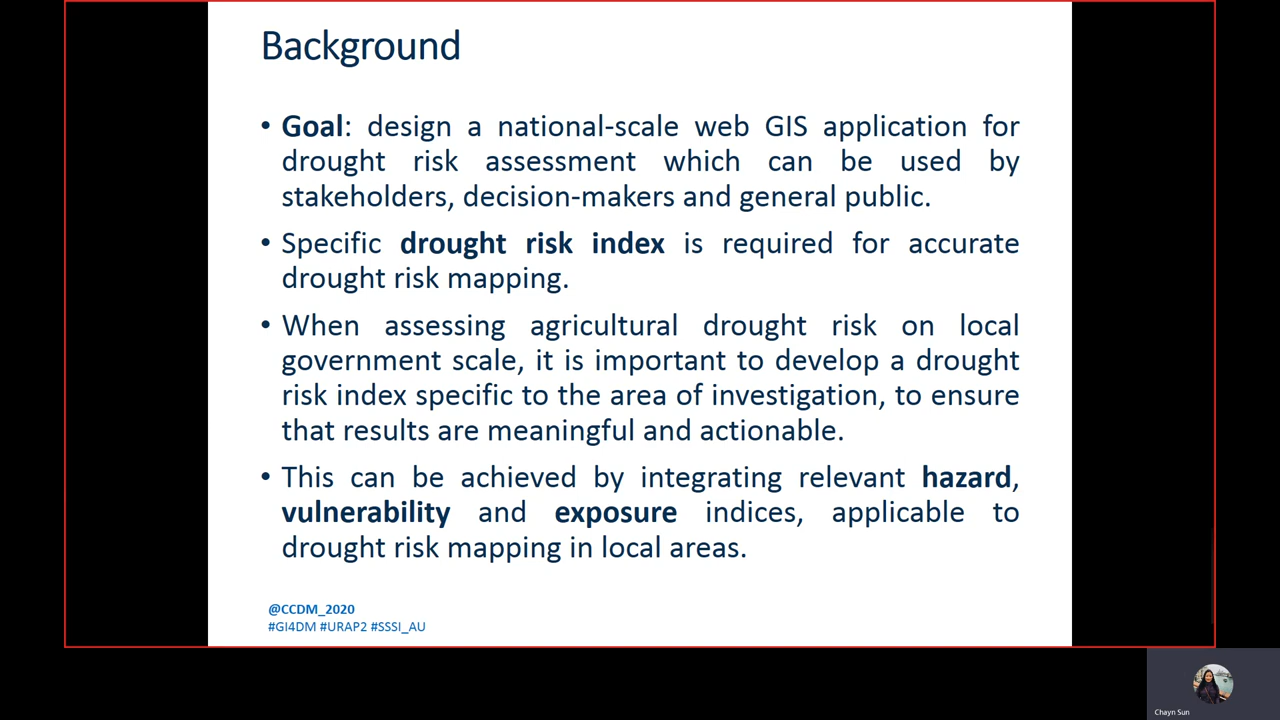 Background
• Goal: design a national-scale web GIS application for
drought risk assessment which can be used by
stakeholders, decision-makers and general public.
• Specific drought risk index is required for accurate
drought risk mapping.
• When assessing agricultural drought risk on local
government scale, it is important to develop a drought
risk index specific to the area of investigation, to ensure
that results are meaningful and actionable.
• This can be achieved by integrating relevant hazard,
vulnerability and exposure indices, applicable to
drought risk mapping in local areas.
@CCDM_2020
#GI4DM #URAP2 #SSSI_AU
Chayn Sun